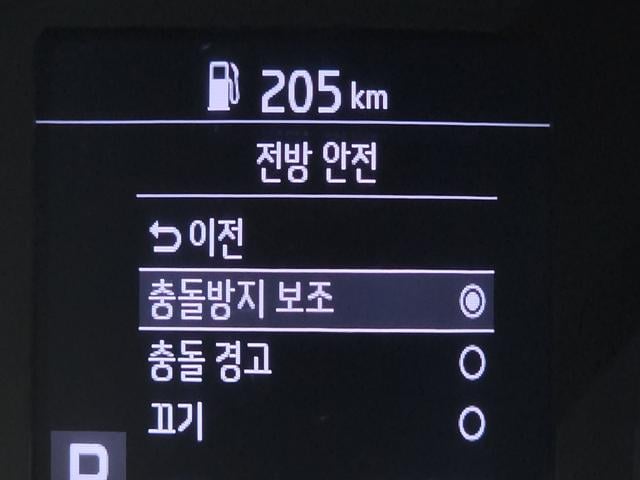 205 km
전방 안전
이전
충돌방지 보조
충돌 경고
끄기
P